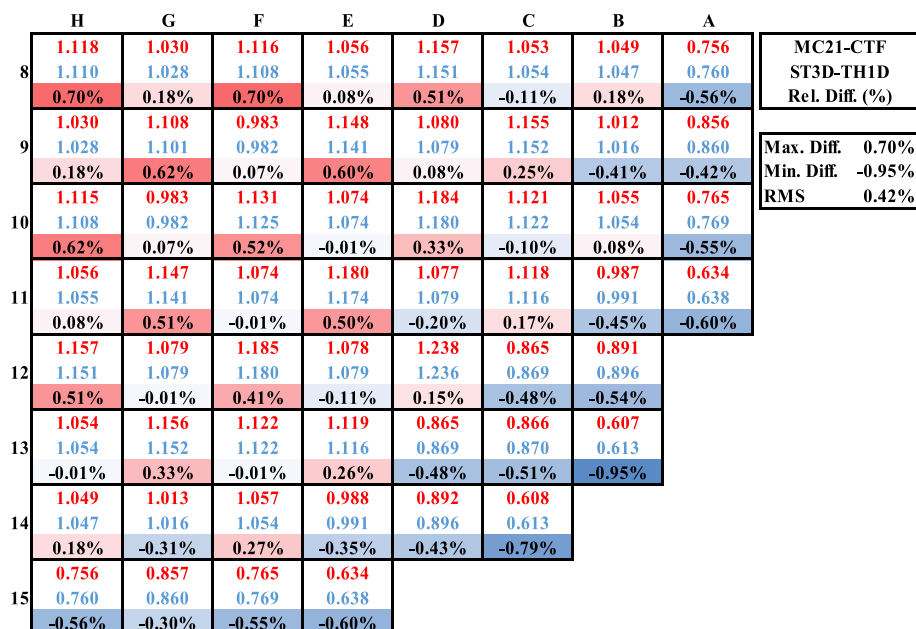 H G F E D C B A
1.118 1.030 1.116 1.056 1.157 1.053 1.049 0.756 MC21-CTF
8 1.110 1.028 1.108 1.055 1.151 1.054 1.047 0.760 ST3D-TH1D
0.70% 0.18% 0.70% 0.08% 0.51% -0.11% 0.18% -0.56% Rel. Diff. (%)
1.030 1.108 0.983 1.148 1.080 1.155 1.012 0.856
9 1.028 1.101 0.982 1.141 1.079 1.152 1.016 0.860 Max. Diff. 0.70%
0.18% 0.62% 0.07% 0.60% 0.08% 0.25% -0.41% -0.42% Min. Diff. -0.95%
1.115 0.983 1.131 1.074 1.184 1.121 1.055 0.765 RMS 0.42%
10 1.108 0.982 1.125 1.074 1.180 1.122 1.054 0.769
0.62% 0.07% 0.52% -0.01% 0.33% -0.10% 0.08% -0.55%
1.056 1.147 1.074 1.180 1.077 1.118 0.987 0.634
11 1.055 1.141 1.074 1.174 1.079 1.116 0.991 0.638
0.08% 0.51% -0.01% 0.50% -0.20% 0.17% -0.45% -0.60%
1.157 1.079 1.185 1.078 1.238 0.865 0.891
12 1.151 1.079 1.180 1.079 1.236 0.869 0.896
0.51% -0.01% 0.41% -0.11% 0.15% -0.48% -0.54%
1.054 1.156 1.122 1.119 0.865 0.866 0.607
13 1.054 1.152 1.122 1.116 0.869 0.870 0.613
-0.01% 0.33% -0.01% 0.26% -0.48% -0.51% -0.95%
1.049 1.013 1.057 0.988 0.892 0.608
14 1.047 1.016 1.054 0.991 0.896 0.613
0.18% -0.31% 0.27% -0.35% -0.43% -0.79%
0.756 0.857 0.765 0.634
15 0.760 0.860 0.769 0.638
-0.56% -0.30% -0.55% -0.60%